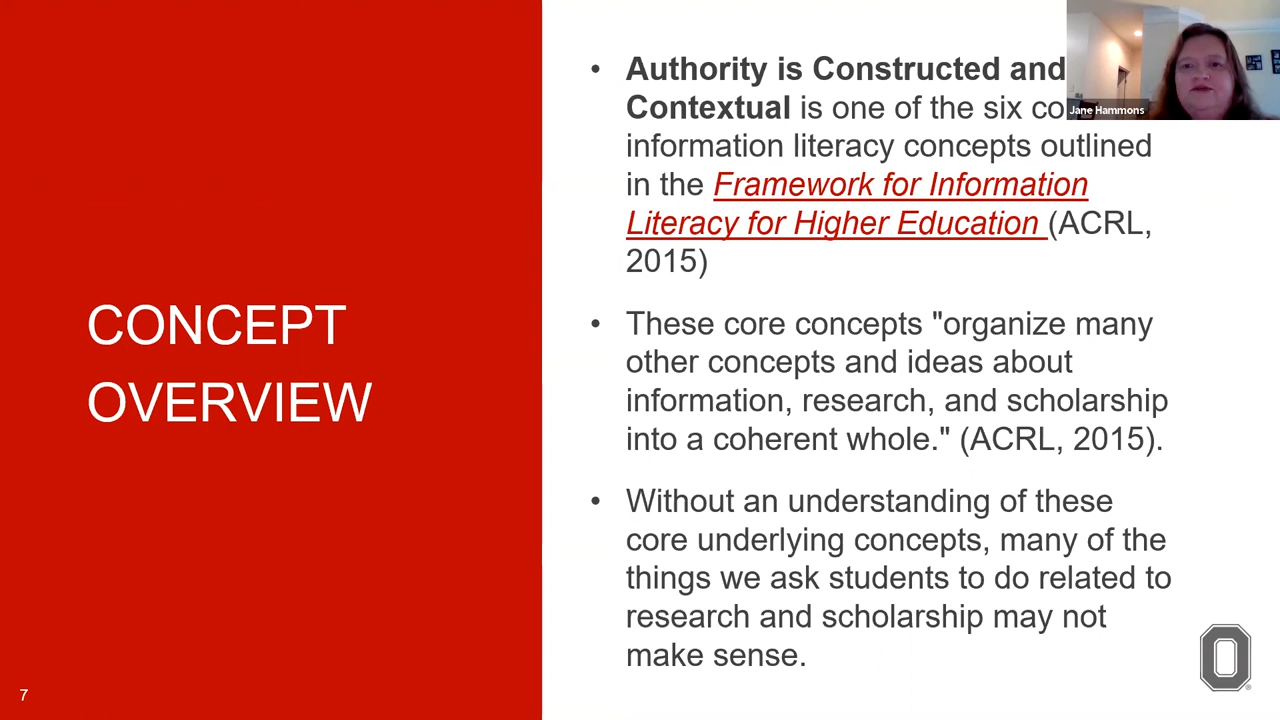 Authority is Constructed and
Contextual is one of the six co
information literacy concepts outlined
in the Framework for Information
Literacy for Higher Education (ACRL,
2015)
These core concepts "organize many
other concepts and ideas about
information, research, and scholarship
into a coherent whole." (ACRL, 2015).
Without an understanding of these
core underlying concepts, many of the
things we ask students to do related to
research and scholarship may not
make sense.
CONCEPT
OVERVIEW
Jane Hammons
7